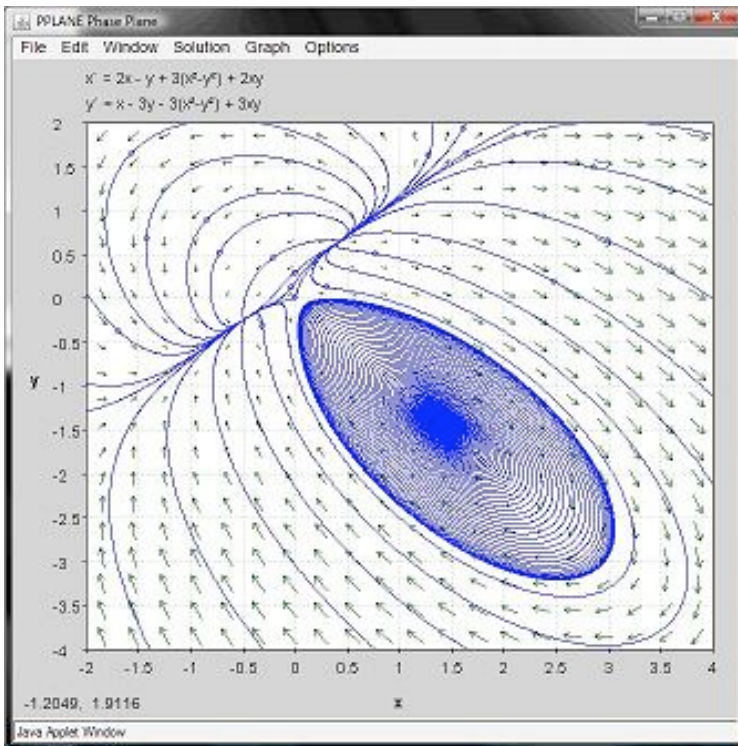 PPLANE Phase Plane
File Edit Window Solution Graph Options
x' = 2x - y + 3(x²-y²) + 2xy
y' = x - 3y - 3(x²-y²) + 3xy
2
1.5
1
0.5
0
-0.5
-1
-1.5
-2
-2.5
-3
-3.5
-4
y
-2 -1.5 -1 -0.5 0 0.5 1 1.5 2 2.5 3 3.5 4
-1.2049, 1.9116
x
Java Applet Window